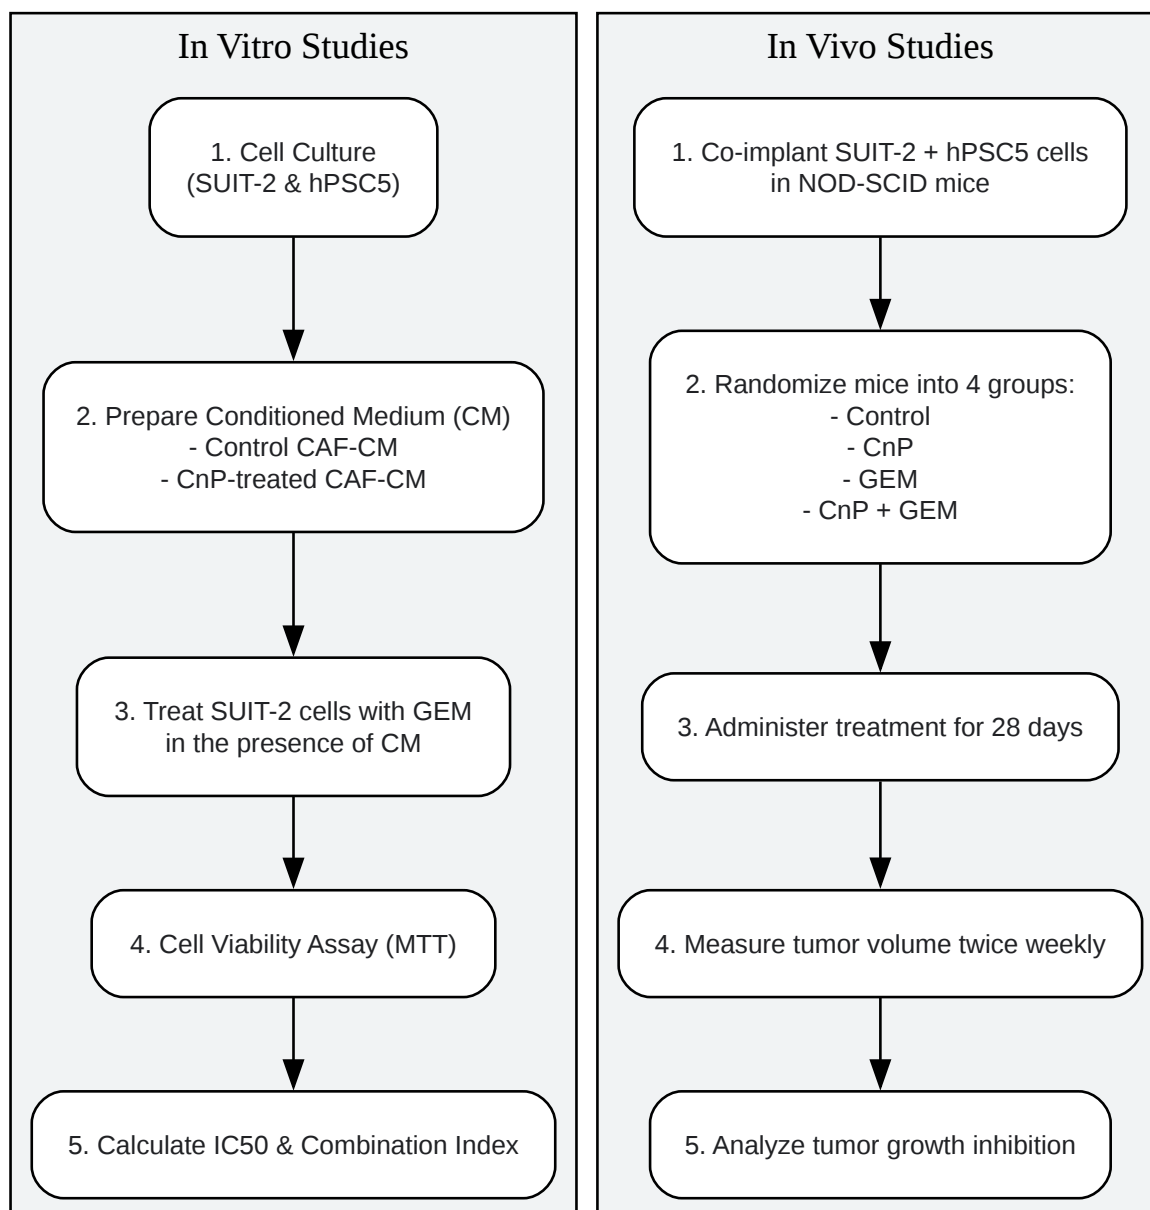 In Vitro Studies
1. Cell Culture
(SUIT-2 & hPSC5)
2. Prepare Conditioned Medium (CM)
- Control CAF-CM
- CnP-treated CAF-CM
3. Treat SUIT-2 cells with GEM
in the presence of CM
4. Cell Viability Assay (MTT)
5. Calculate IC50 & Combination Index
In Vivo Studies
1. Co-implant SUIT-2 + hPSC5 cells
in NOD-SCID mice
2. Randomize mice into 4 groups:
- Control
- CnP
- GEM
- CnP + GEM
3. Administer treatment for 28 days
4. Measure tumor volume twice weekly
5. Analyze tumor growth inhibition